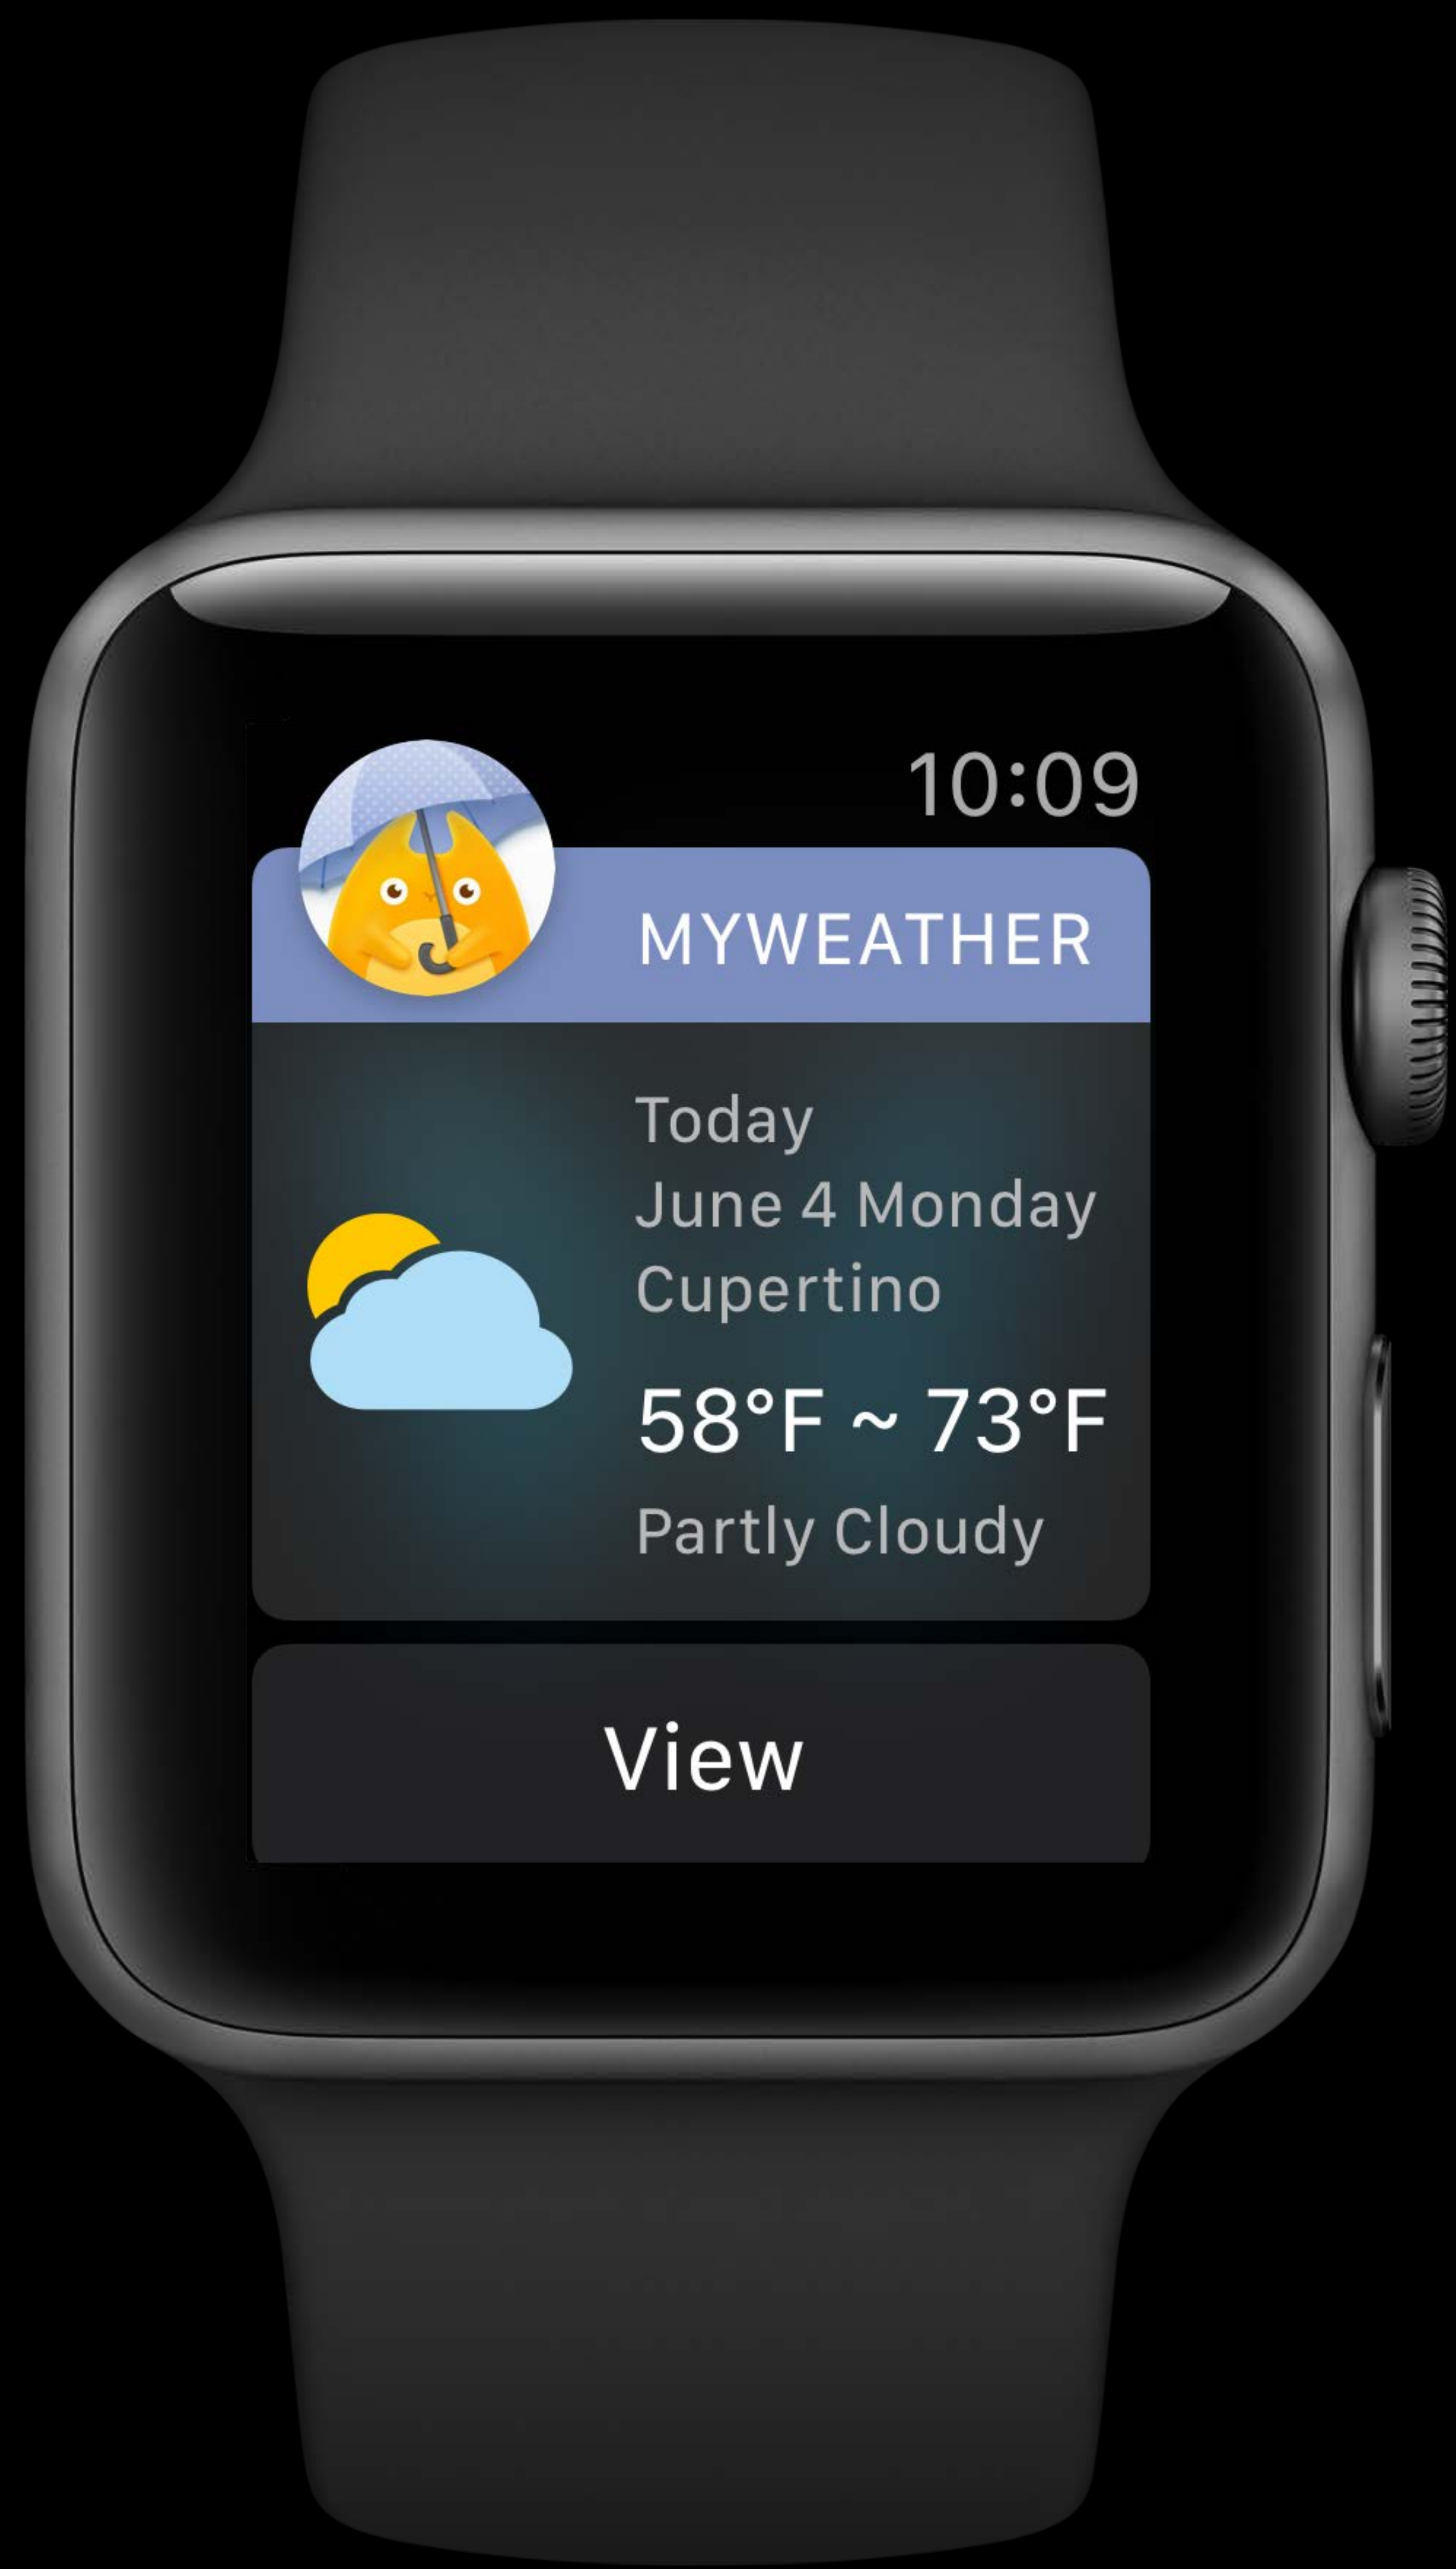 10:09
MYWEATHER
Today
June 4 Monday
Cupertino
58°F ~ 73°F
Partly Cloudy
View